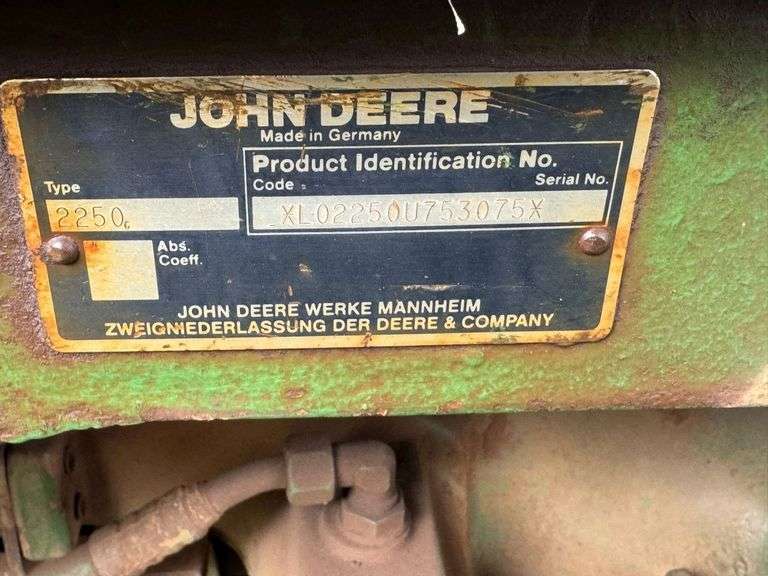 JOHN DEERE
Made in Germany
Product Identification No.
Code
Serial No.
Type
2250
XL02250U753075X
Abs.
Coeff.
JOHN DEERE WERKE MANNHEIM
ZWEIGNIEDERLASSUNG DER DEERE & COMPANY